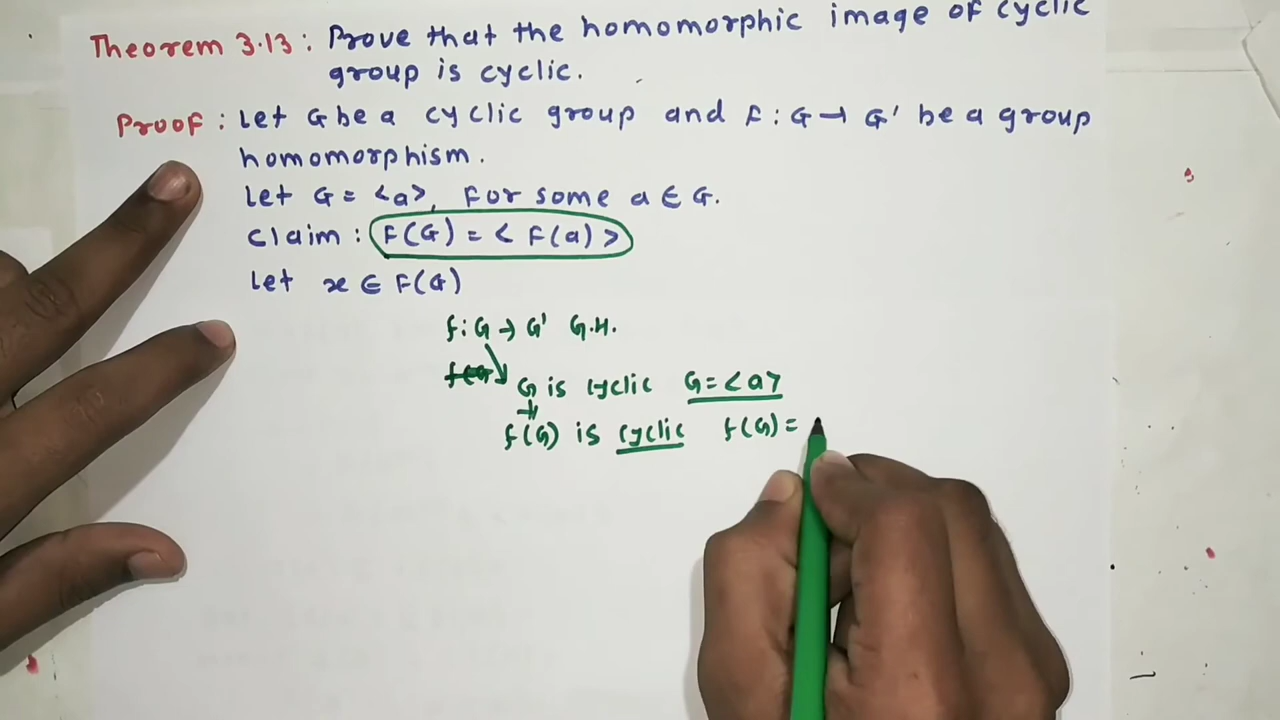 Theorem 3.13: Prove that the homomorphic image of cyclic
group is cyclic.
Proof: Let G be a cyclic group and f: G → G' be a group
homomorphism.
Let G = <a>, for some a ∈ G.
Claim: f(G) = < f(a) >
Let x ∈ f(G)
f: G → G' G.H.
G is cyclic G = <a>
f(G) is cyclic f(G) =